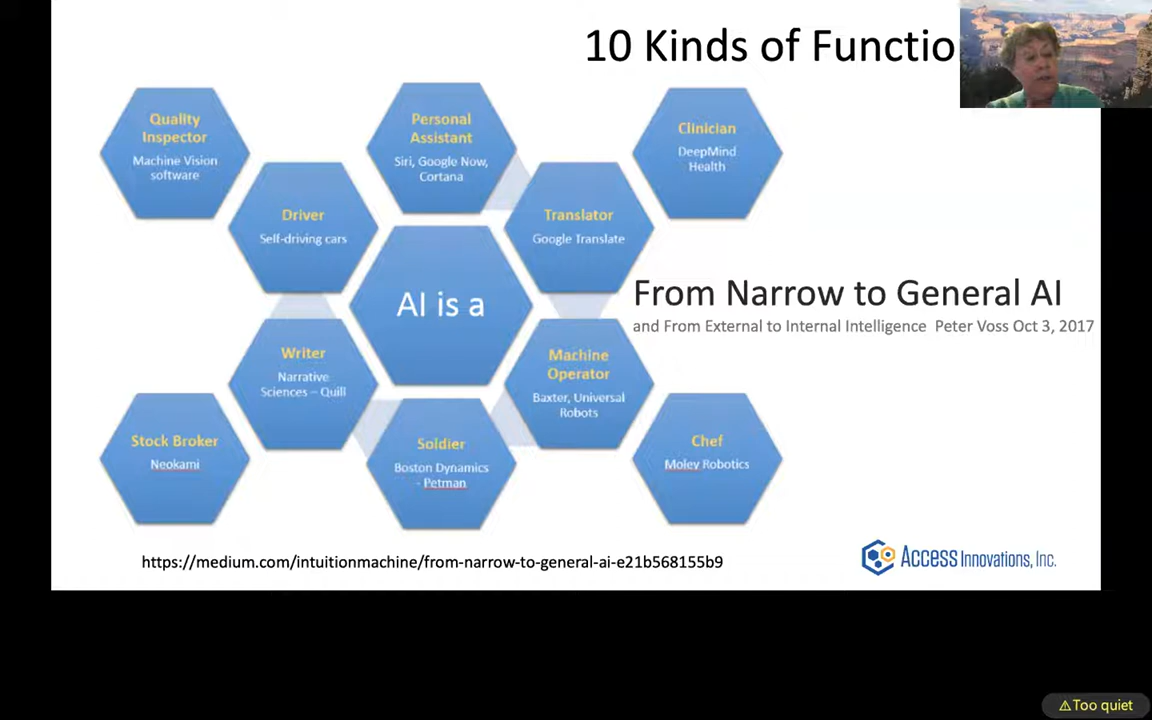 10 Kinds of Functio
Quality
Inspector
Machine Vision
software
Personal
Assistant
Siri, Google Now,
Cortana
Clinician
DeepMind
Health
Driver
Self-driving cars
Translator
Google Translate
AI is a
From Narrow to General AI
and From External to Internal Intelligence Peter Voss Oct 3, 2017
Writer
Narrative
Sciences – Quill
Machine
Operator
Baxter, Universal
Robots
Stock Broker
Neokami
Soldier
Boston Dynamics
- Petman
Chef
Moley Robotics
https://medium.com/intuitionmachine/from-narrow-to-general-ai-e21b568155b9
Access Innovations, Inc.
Too quiet